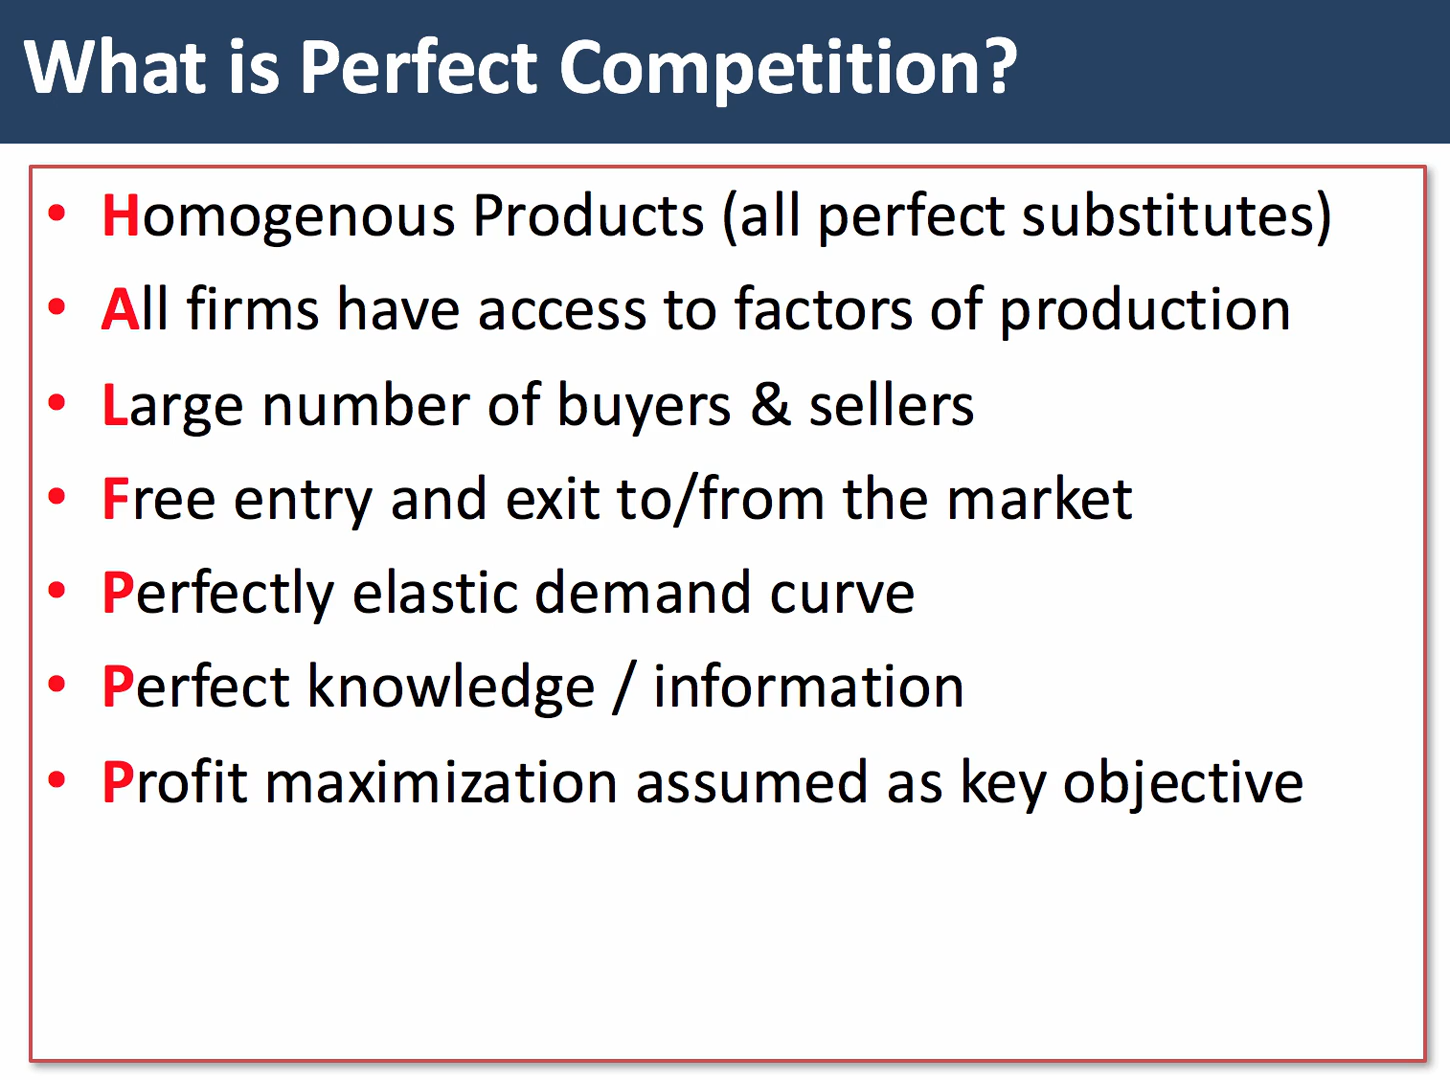 What is Perfect Competition?
• Homogenous Products (all perfect substitutes)
• All firms have access to factors of production
• Large number of buyers & sellers
• Free entry and exit to/from the market
• Perfectly elastic demand curve
• Perfect knowledge / information
• Profit maximization assumed as key objective